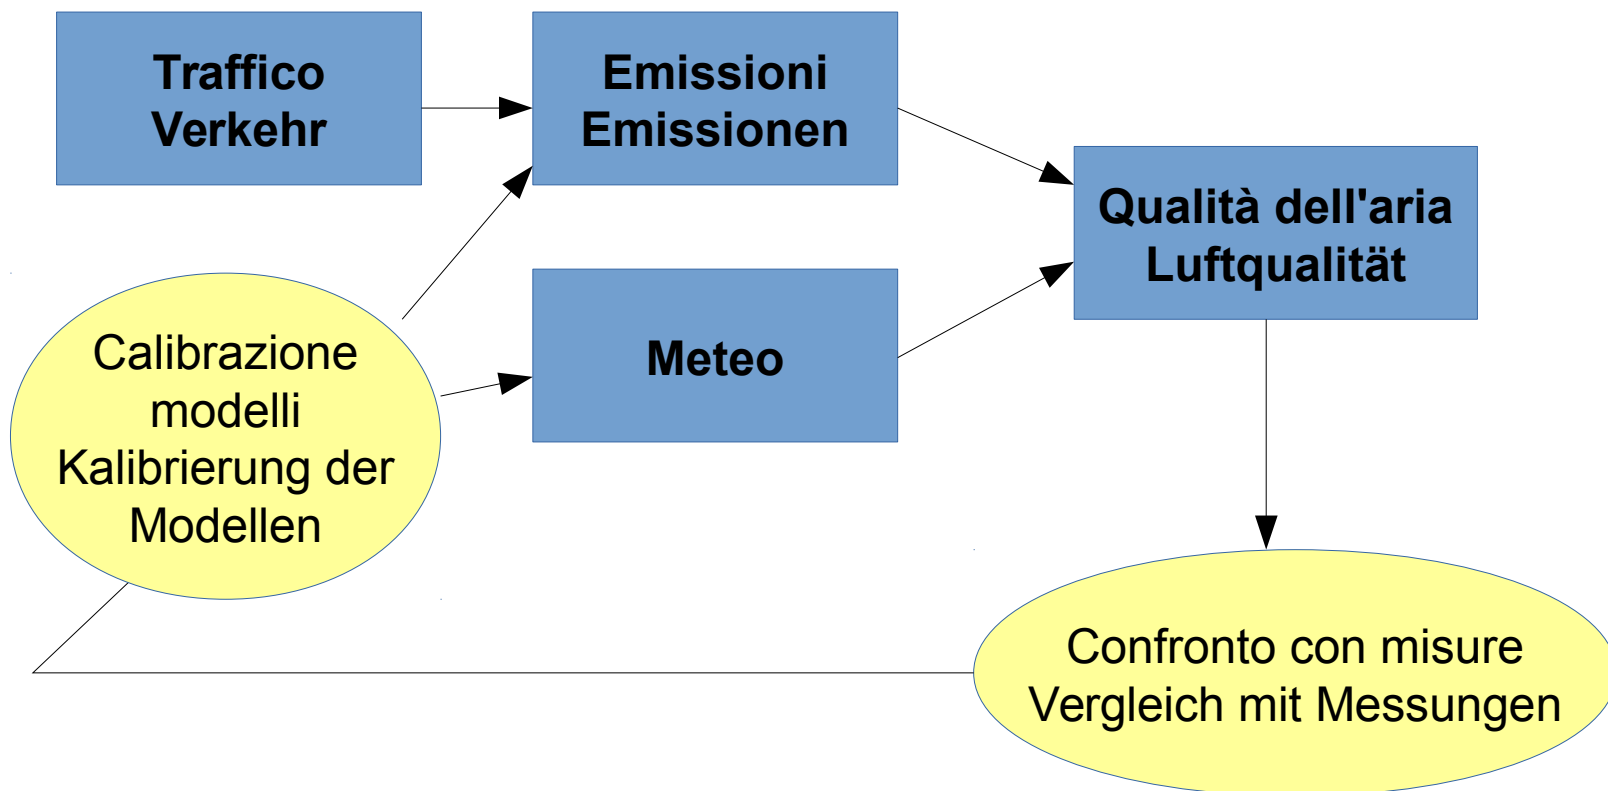 Traffico
Verkehr
Emissioni
Emissionen
Qualità dell'aria
Luftqualität
Meteo
Calibrazione
modelli
Kalibrierung der
Modellen
Confronto con misure
Vergleich mit Messungen